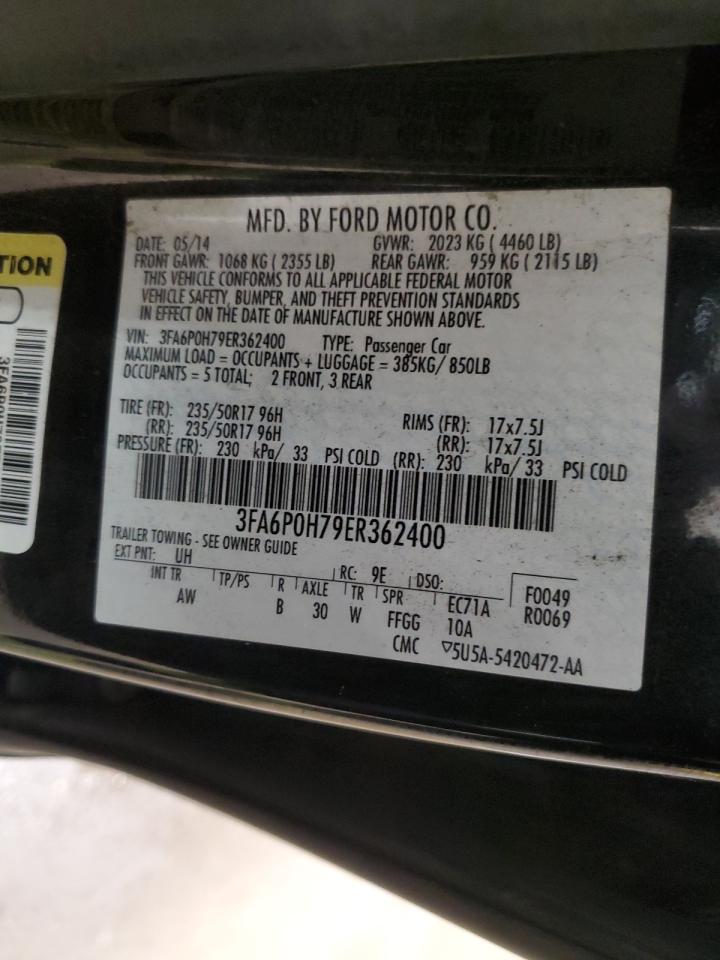 MFD. BY FORD MOTOR CO.
DATE: 05/14 GVWR: 2023 KG ( 4460 LB)
FRONT GAWR: 1068 KG ( 2355 LB) REAR GAWR: 959 KG ( 2115 LB)
THIS VEHICLE CONFORMS TO ALL APPLICABLE FEDERAL MOTOR
VEHICLE SAFETY, BUMPER, AND THEFT PREVENTION STANDARDS
IN EFFECT ON THE DATE OF MANUFACTURE SHOWN ABOVE.
VIN: 3FA6P0H79ER362400 TYPE: Passenger Car
MAXIMUM LOAD = OCCUPANTS + LUGGAGE = 385KG/ 850LB
OCCUPANTS = 5 TOTAL; 2 FRONT, 3 REAR
TIRE (FR): 235/50R17 96H RIMS (FR): 17x7.5J
(RR): 235/50R17 96H (RR): 17x7.5J
PRESSURE (FR): 230 kPa/ 33 PSI COLD (RR): 230 kPa/ 33 PSI COLD
3FA6P0H79ER362400
TRAILER TOWING - SEE OWNER GUIDE
EXT PNT: UH RC: 9E DSO: F0049
INT TR TP/PS R AXLE TR SPR EC71A R0069
AW B 30 W FFGG 10A
CMC ▽5U5A-5420472-AA
TION
3FA6P0H7